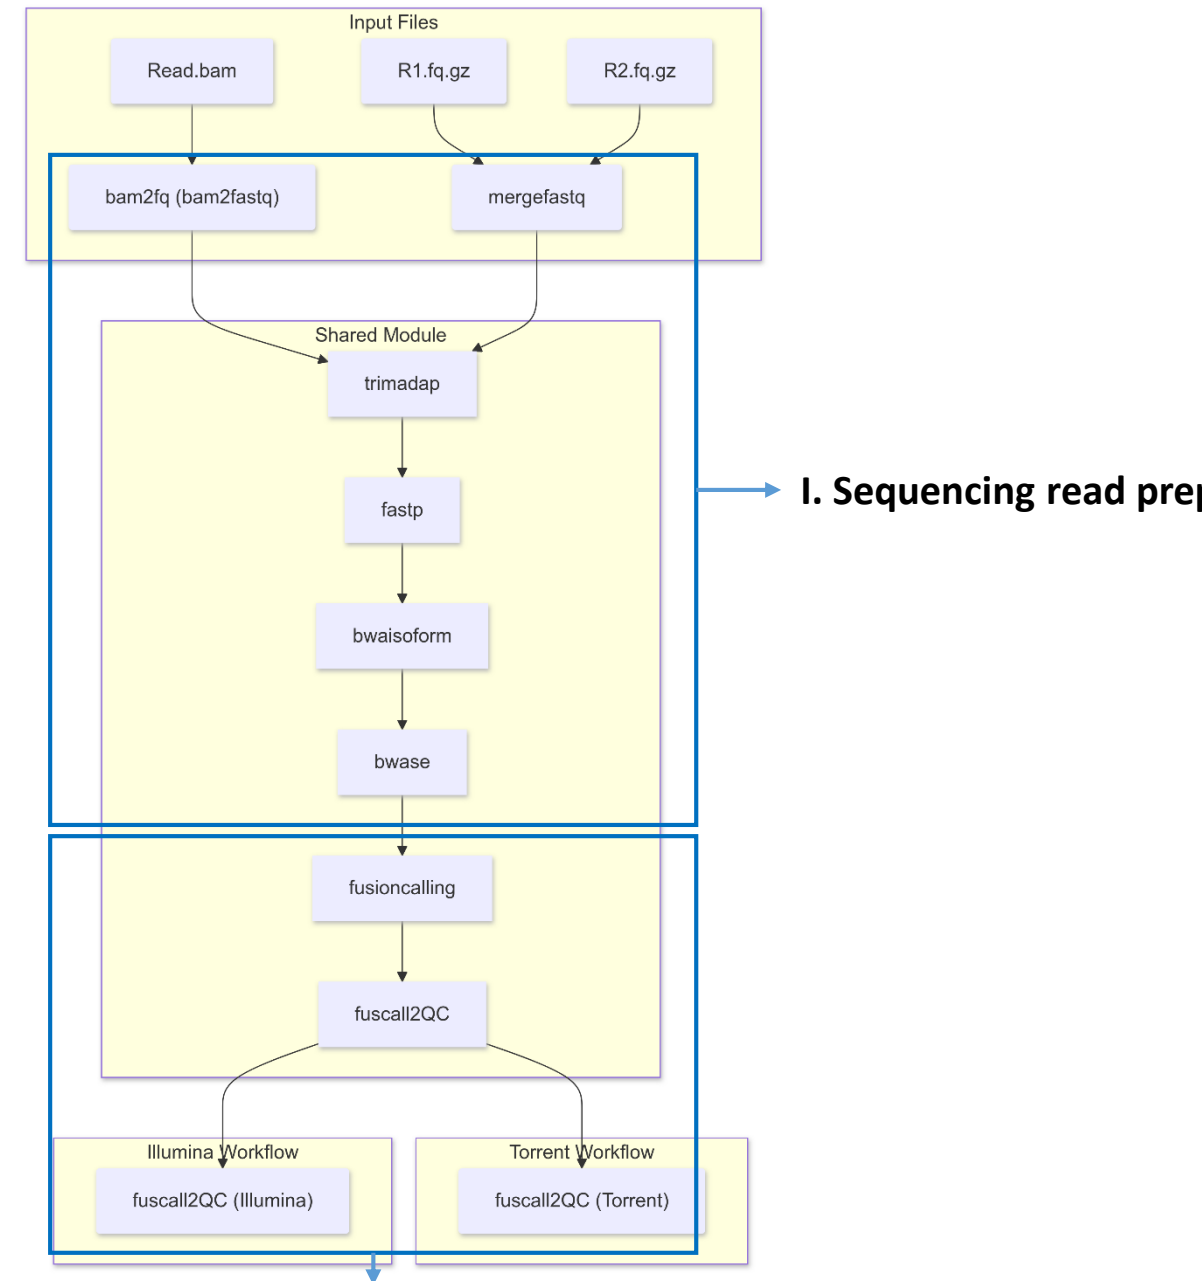 Input Files
Read.bam
R1.fq.gz
R2.fq.gz
bam2fq (bam2fastq)
mergefastq
Shared Module
trimadap
fastp
I. Sequencing read
bwaisoform
bwase
fusioncalling
fuscall2QC
Illumina Workflow
Torrent Workflow
fuscall2QC (Illumina)
fuscall2QC (Torrent)